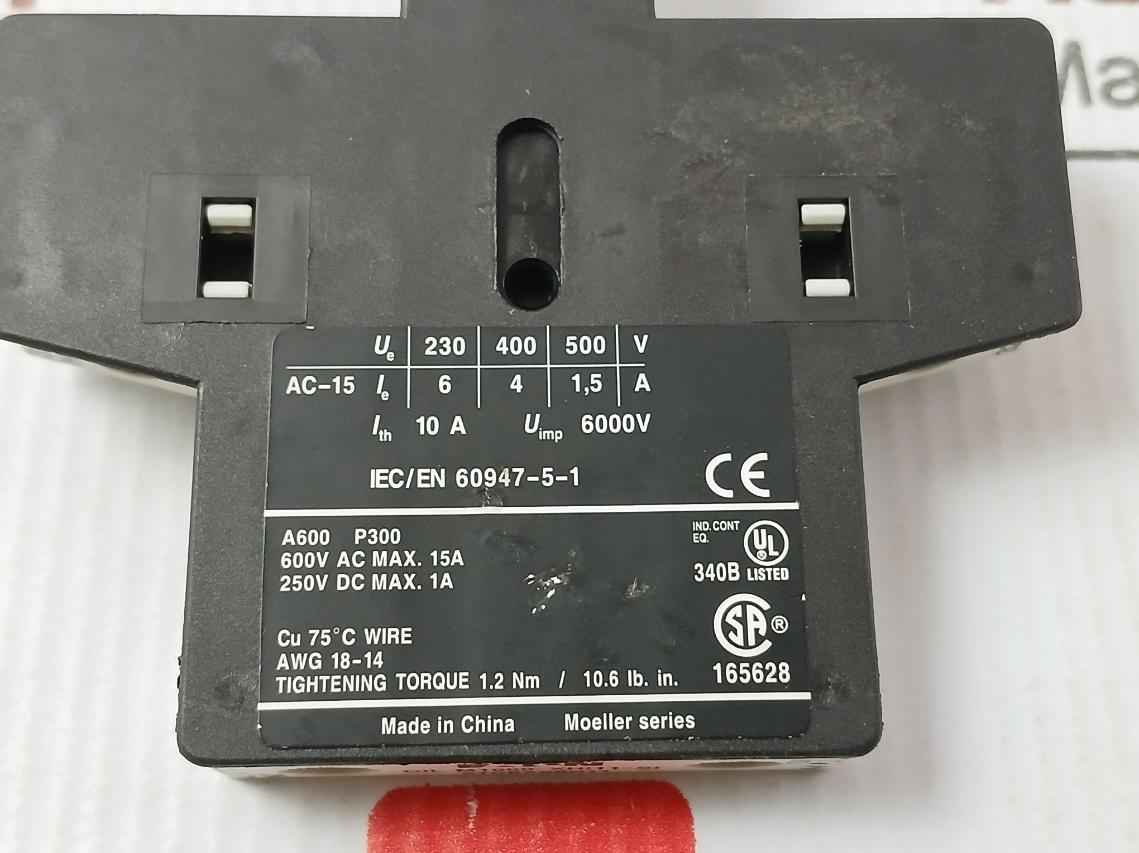 Ue 230 400 500 V
AC-15 Ie 6 4 1,5 A
Ith 10 A Uimp 6000V
IEC/EN 60947-5-1 CE
A600 P300
600V AC MAX. 15A
250V DC MAX. 1A
IND.CONT
EQ.
UL ®
340B LISTED
Cu 75°C WIRE
AWG 18-14
TIGHTENING TORQUE 1.2 Nm / 10.6 lb. in.
SA ®
165628
Made in China Moeller series